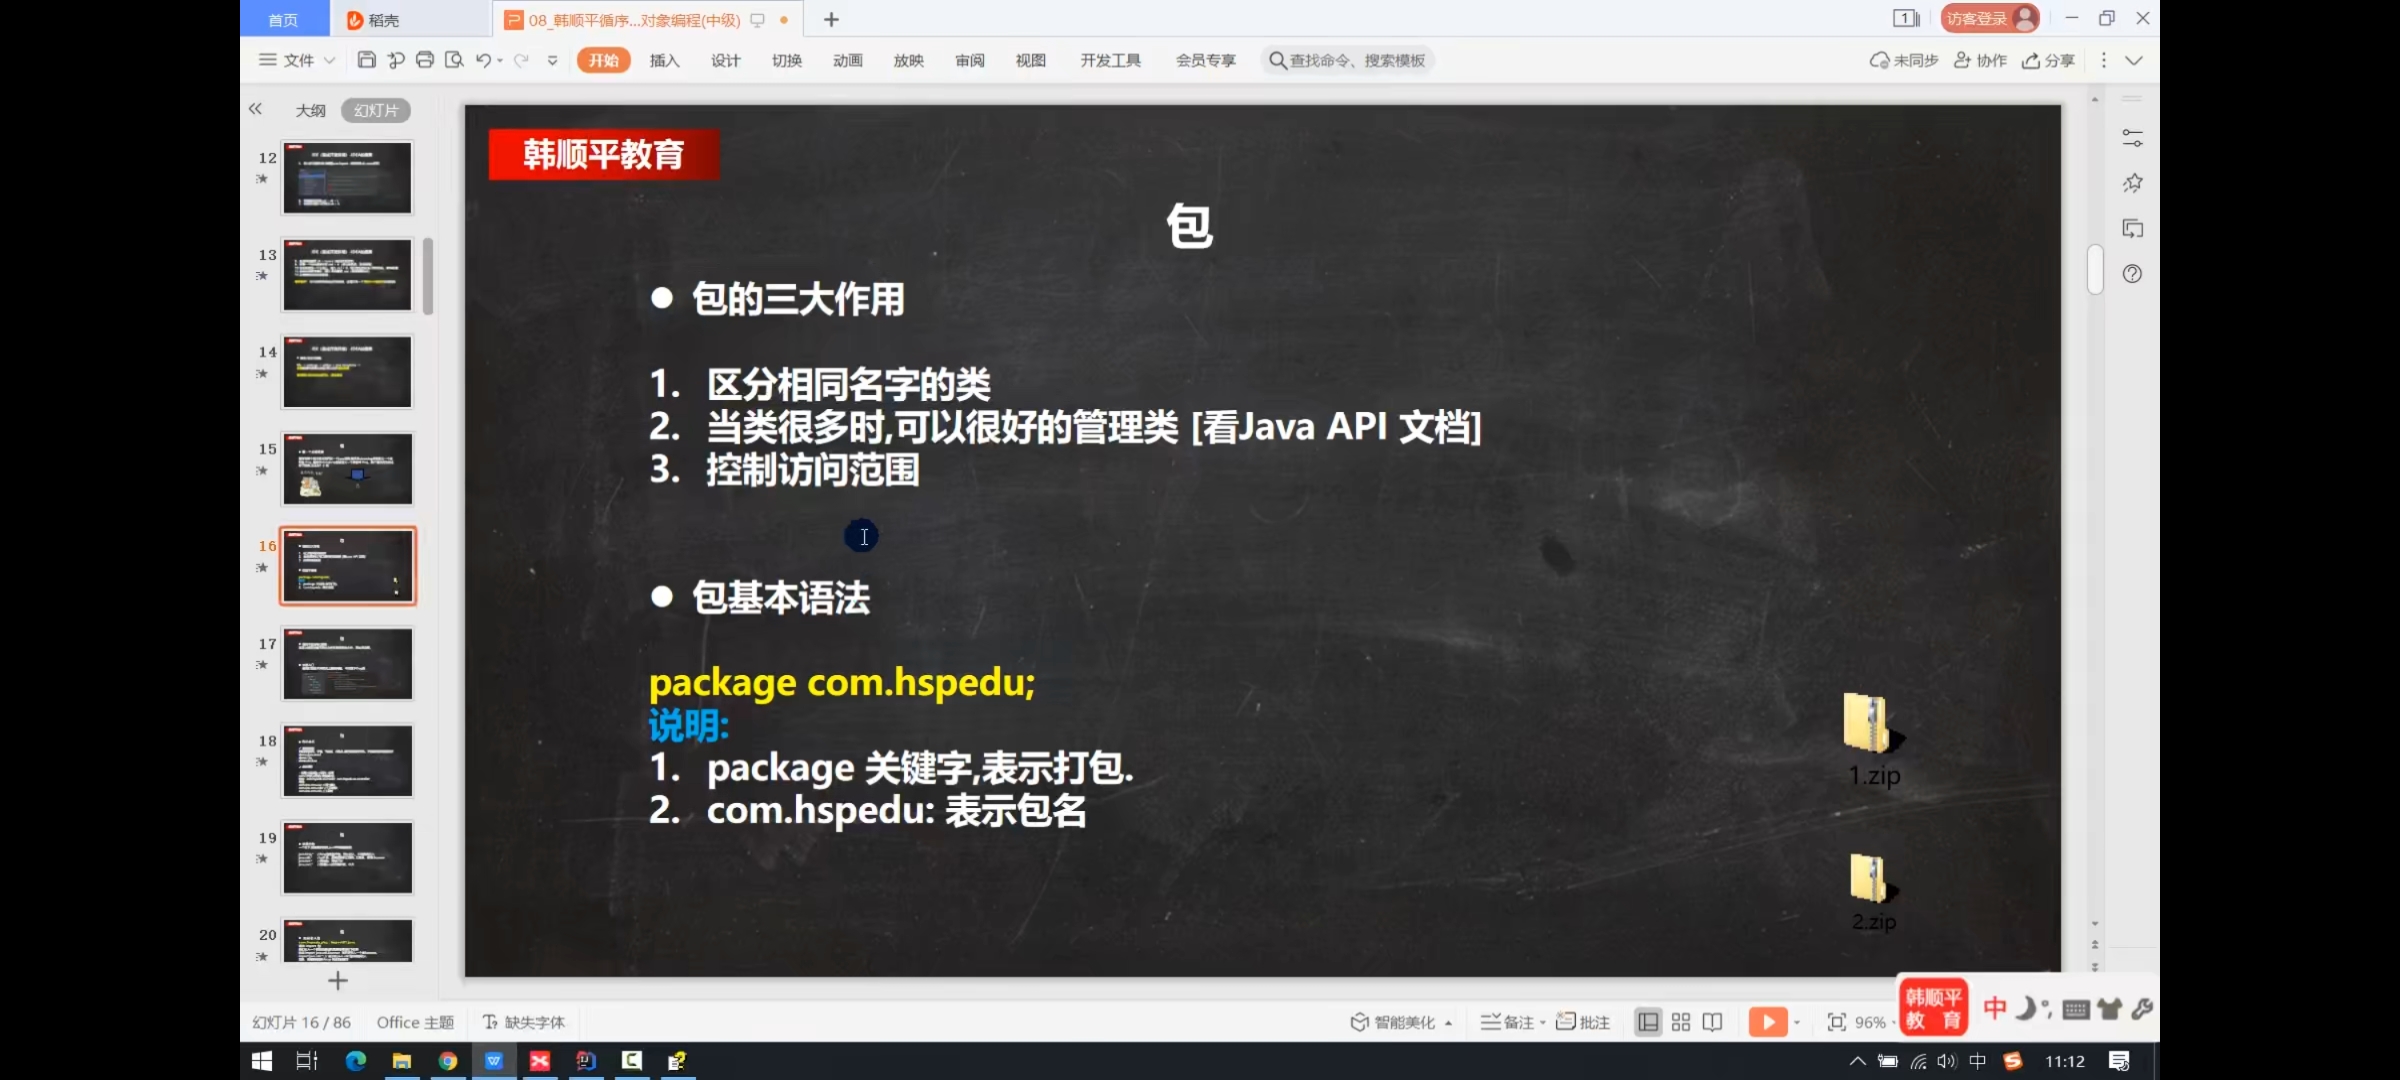 首页
稻壳
08_韩顺平循序...对象编程(中级)
1
访客登录
文件
开始
插入
设计
切换
动画
放映
审阅
视图
开发工具
会员专享
查找命令、搜索模板
未同步
协作
分享
大纲
幻灯片
12
13
14
15
16
17
18
19
20
韩顺平教育
包
● 包的三大作用
1. 区分相同名字的类
2. 当类很多时,可以很好的管理类 [看Java API 文档]
3. 控制访问范围
● 包基本语法
package com.hspedu;
说明:
1. package 关键字,表示打包.
2. com.hspedu: 表示包名
1.zip
2.zip
幻灯片 16 / 86
Office 主题
缺失字体
智能美化
备注
批注
96%
韩顺平
教 育
中
中
11:12